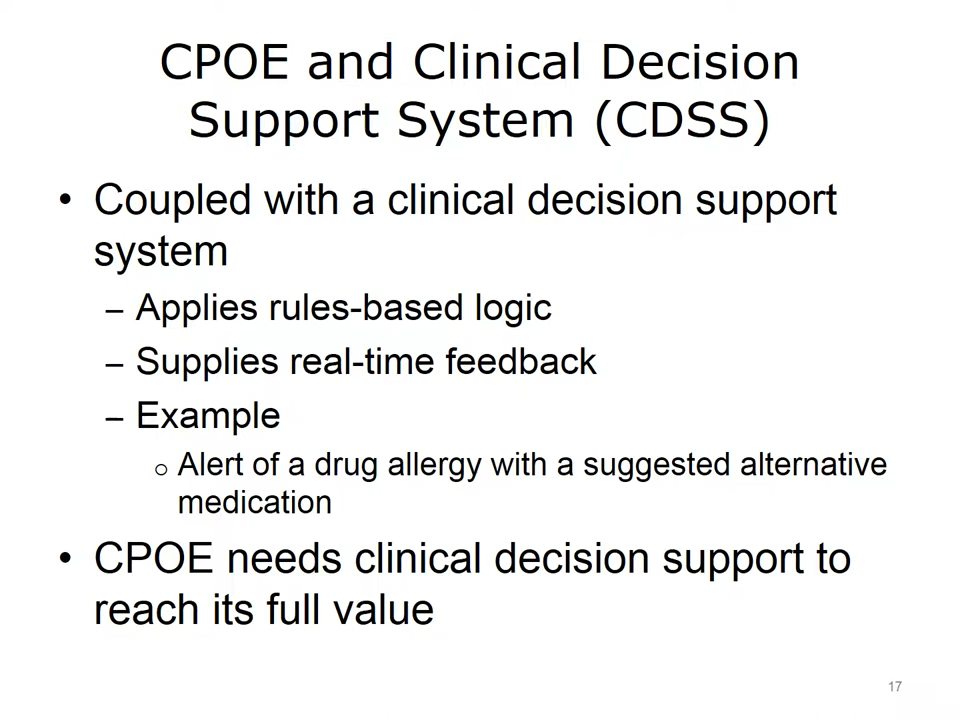 CPOE and Clinical Decision
Support System (CDSS)
• Coupled with a clinical decision support
system
– Applies rules-based logic
– Supplies real-time feedback
– Example
o Alert of a drug allergy with a suggested alternative
medication
• CPOE needs clinical decision support to
reach its full value
17